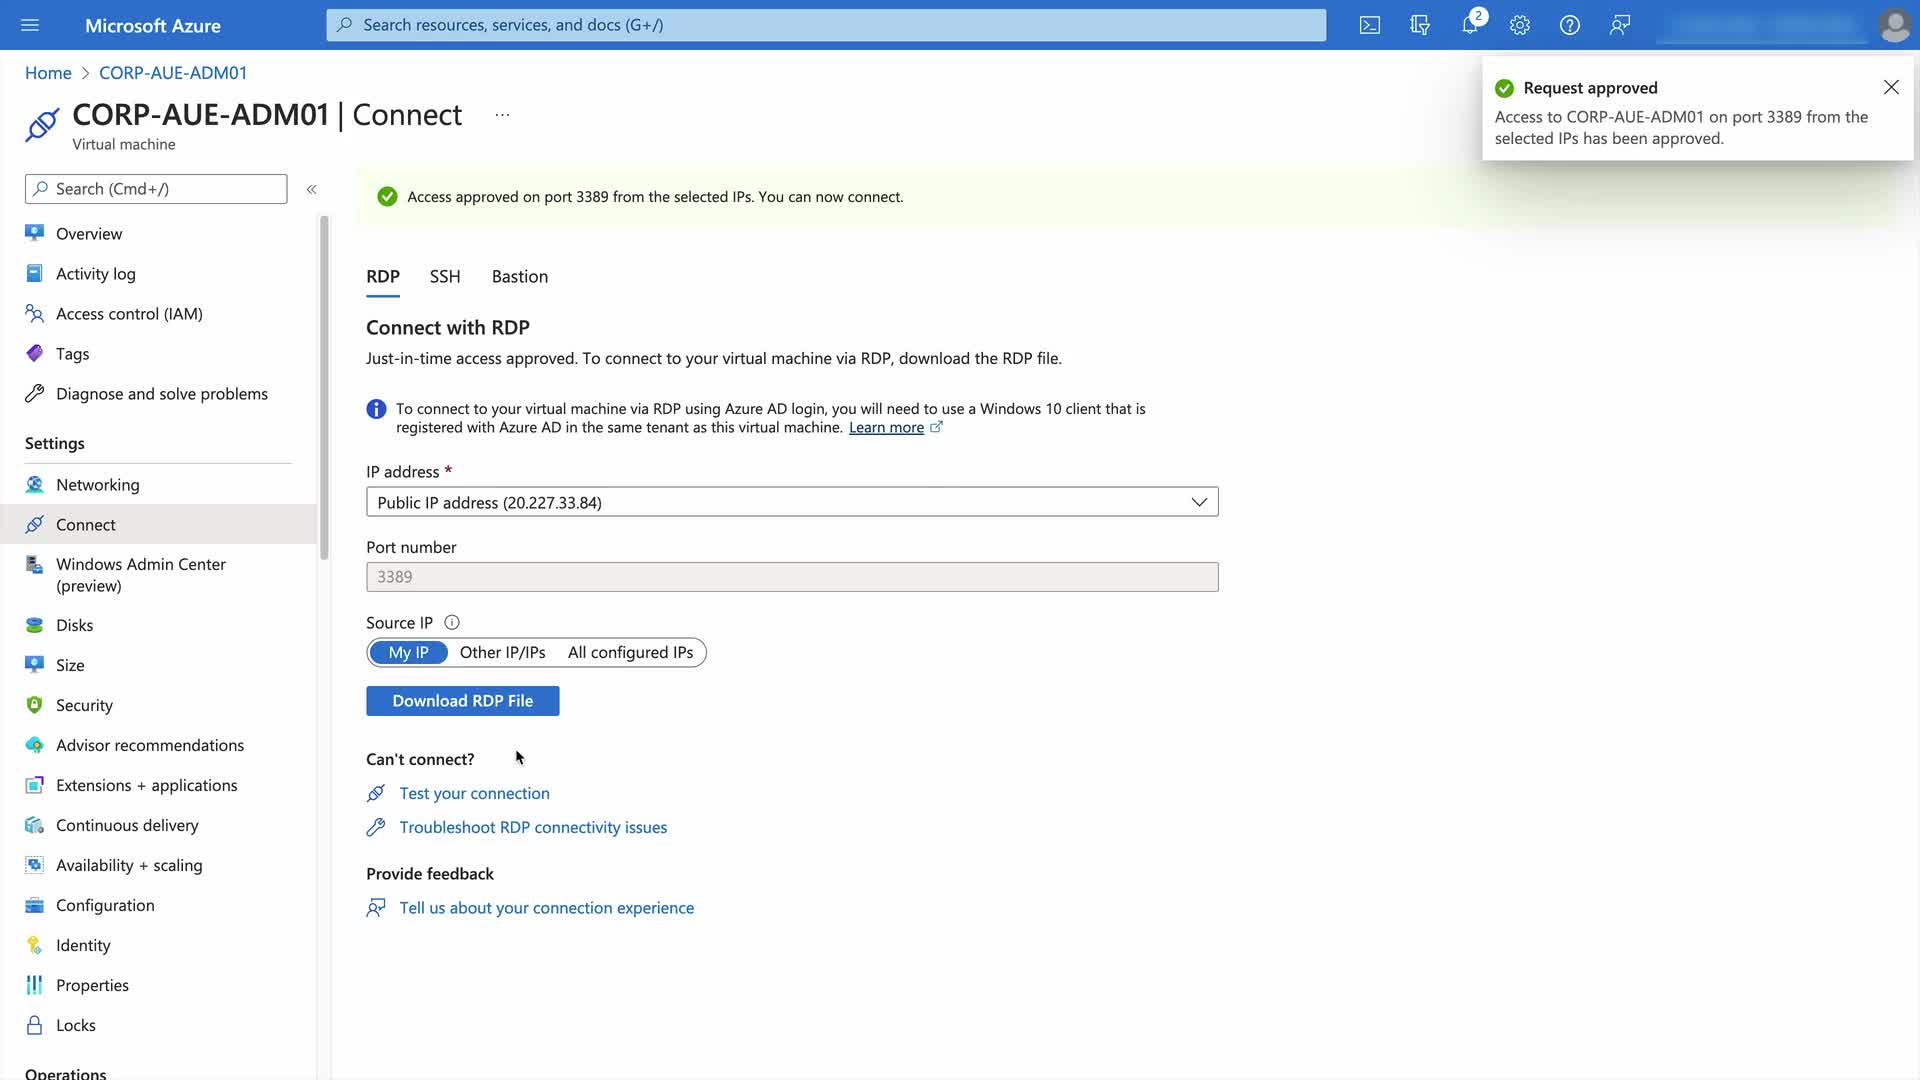 Microsoft Azure
Search resources, services, and docs (G+/)
2
Home > CORP-AUE-ADM01
CORP-AUE-ADM01 | Connect ...
Virtual machine
Request approved
Access to CORP-AUE-ADM01 on port 3389 from the
selected IPs has been approved.
Search (Cmd+/)
«
Overview
Activity log
Access control (IAM)
Tags
Diagnose and solve problems
Settings
Networking
Connect
Windows Admin Center
(preview)
Disks
Size
Security
Advisor recommendations
Extensions + applications
Continuous delivery
Availability + scaling
Configuration
Identity
Properties
Locks
Operations
Access approved on port 3389 from the selected IPs. You can now connect.
RDP SSH Bastion
Connect with RDP
Just-in-time access approved. To connect to your virtual machine via RDP, download the RDP file.
To connect to your virtual machine via RDP using Azure AD login, you will need to use a Windows 10 client that is
registered with Azure AD in the same tenant as this virtual machine. Learn more
IP address *
Public IP address (20.227.33.84)
Port number
3389
Source IP
My IP Other IP/IPs All configured IPs
Download RDP File
Can't connect?
Test your connection
Troubleshoot RDP connectivity issues
Provide feedback
Tell us about your connection experience